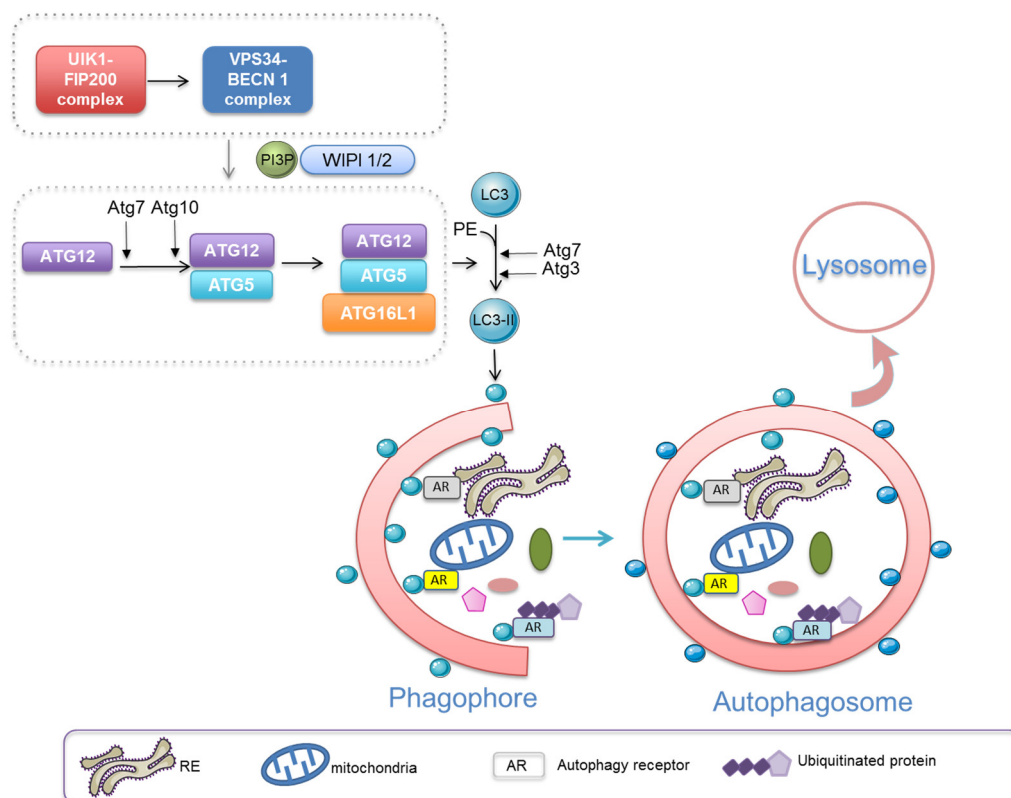 UIK1-
FIP200
complex
VPS34-
BECN 1
complex
PI3P
WIPI 1/2
Atg7 Atg10
ATG12
ATG12
ATG5
ATG12
ATG5
ATG16L1
LC3
PE
Atg7
Atg3
LC3-II
Lysosome
AR
AR
AR
AR
AR
AR
Phagophore
Autophagosome
RE
mitochondria
AR
Autophagy receptor
Ubiquitinated protein